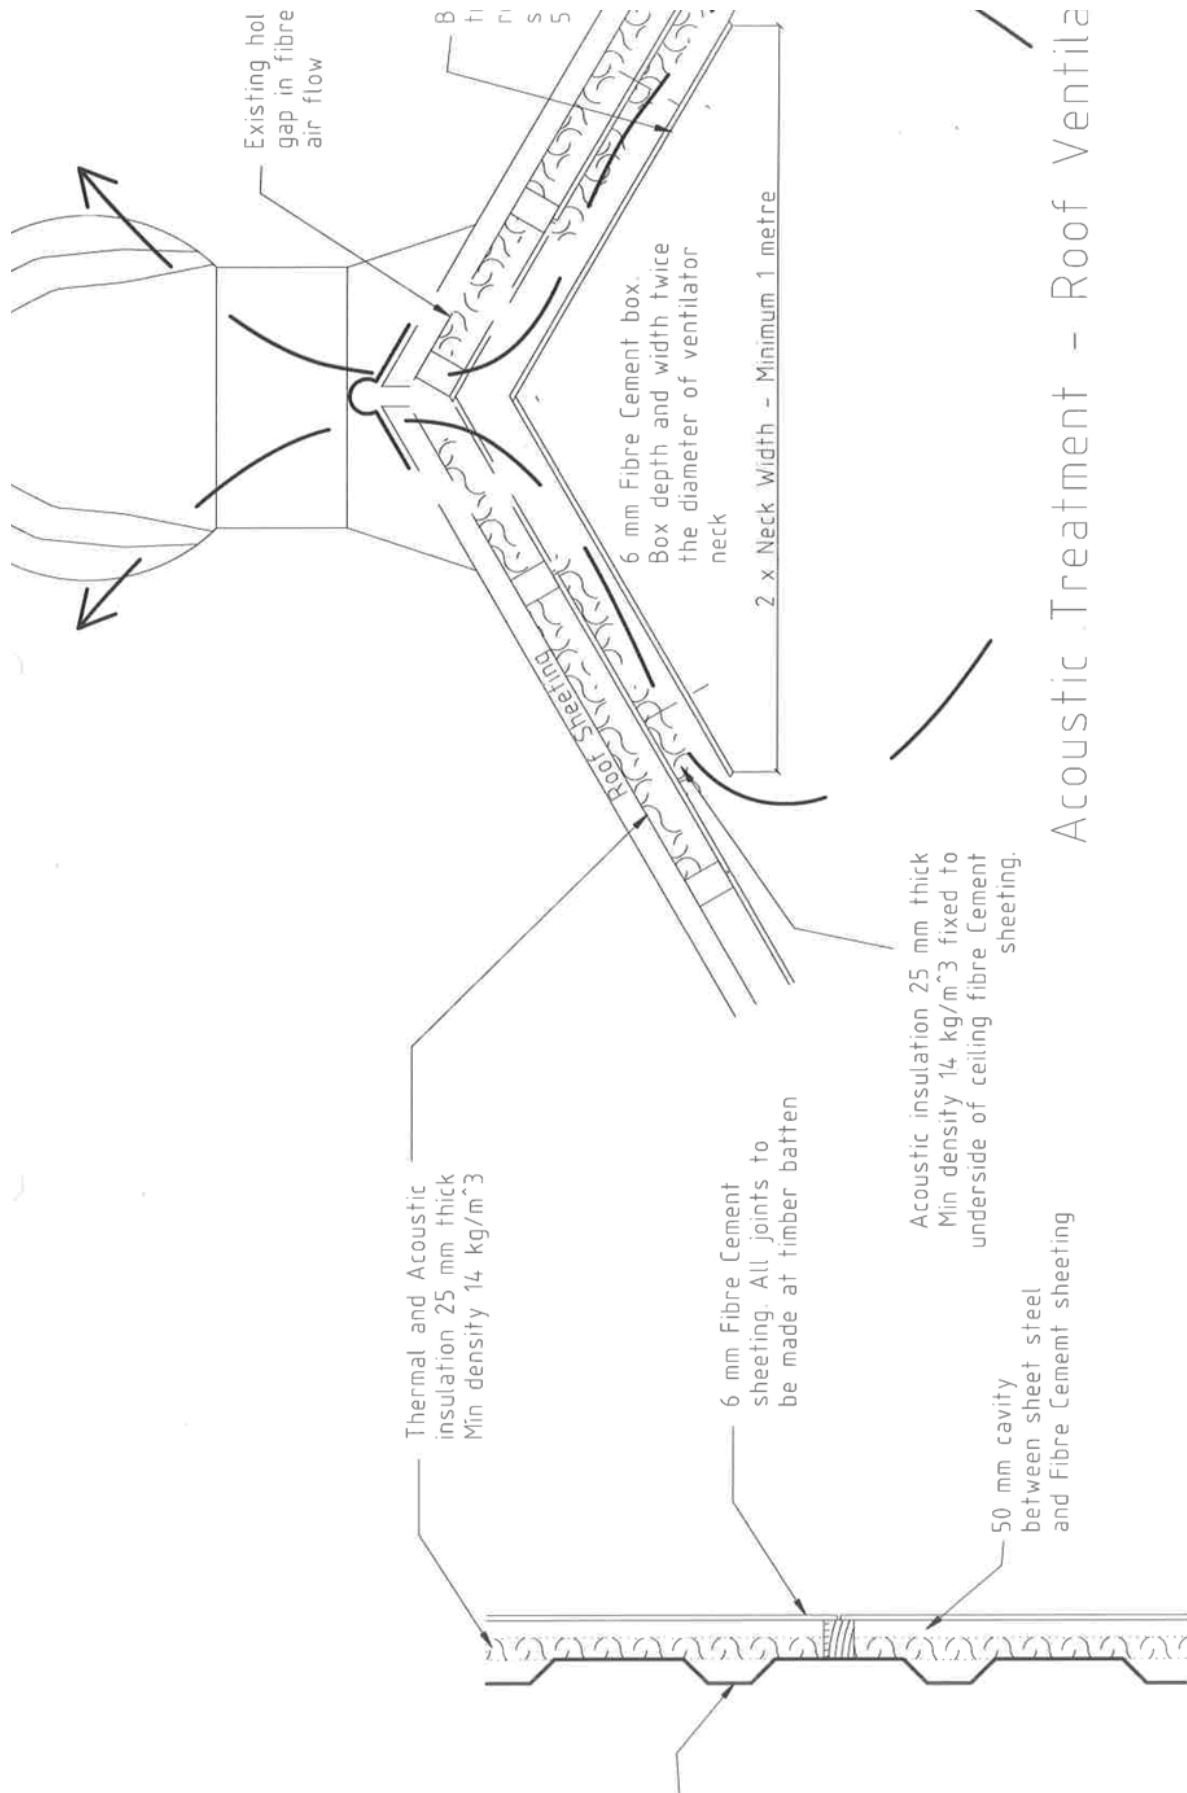 Existing hol
gap in fibre
air flow
B
5
6 mm Fibre Cement box.
Box depth and width twice
the diameter of ventilator
neck
2 x Neck Width - Minimum 1 metre
Roof Sheeting
Acoustic Treatment - Roof Ventila
Thermal and Acoustic
insulation 25 mm thick
Min density 14 kg/m^3
6 mm Fibre Cement
sheeting. All joints to
be made at timber batten
Acoustic insulation 25 mm thick
Min density 14 kg/m^3 fixed to
underside of ceiling fibre Cement
sheeting.
50 mm cavity
between sheet steel
and Fibre Cememt sheeting